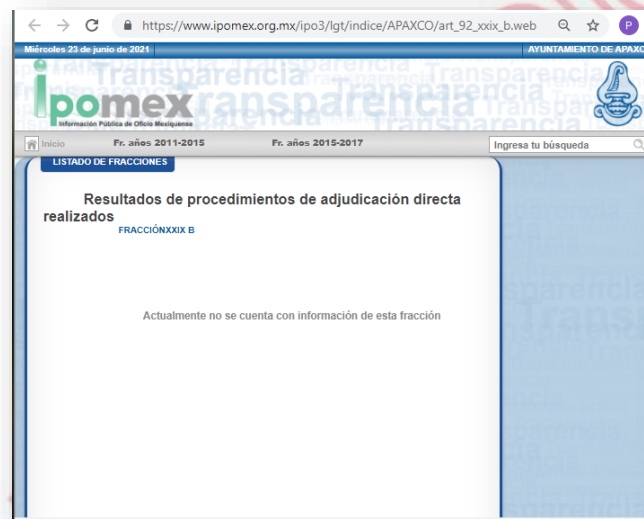 https://www.ipomex.org.mx/ipo3/lgt/indice/APAXCO/art_92_xxix_b.web
P
Miércoles 23 de junio de 2021
AYUNTAMIENTO DE APAXC
ipomex
Información Pública de Oficio Mexiquense
Inicio
Fr. años 2011-2015
Fr. años 2015-2017
Ingresa tu búsqueda
LISTADO DE FRACCIONES
Resultados de procedimientos de adjudicación directa
realizados
FRACCIÓNXXIX B
Actualmente no se cuenta con información de esta fracción